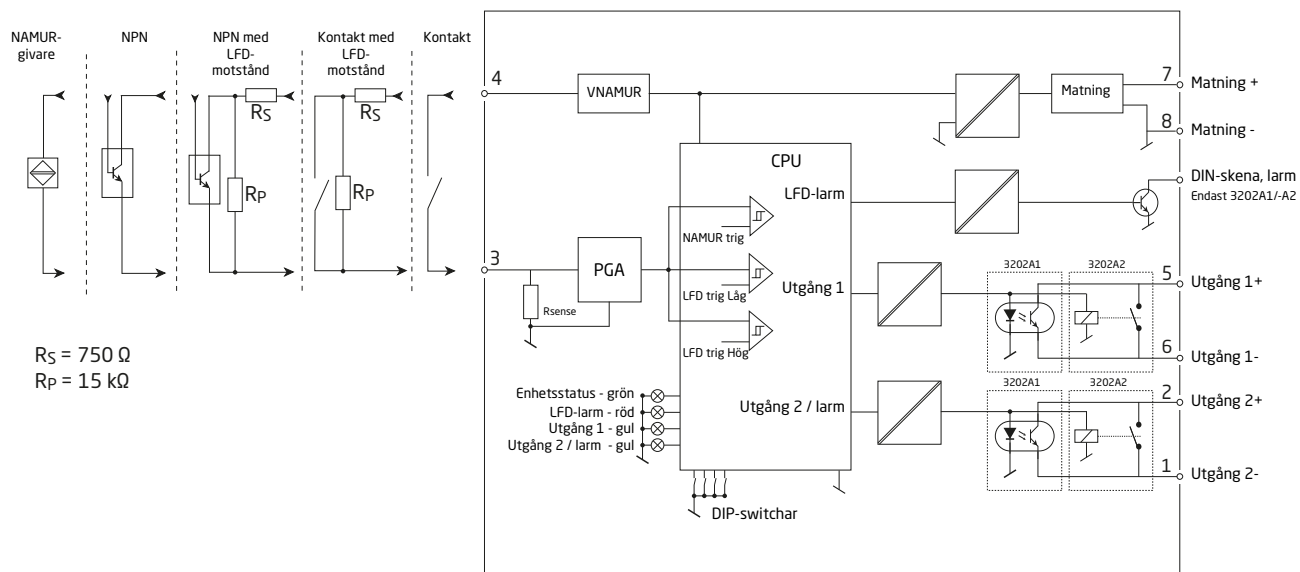 NAMUR-
givare
NPN
NPN med
LFD-
motstånd
Kontakt med
LFD-
motstånd
Kontakt
RS
RP
RS
RP
RS = 750 Ω
RP = 15 kΩ
4
VNAMUR
Matning
7
Matning +
8
Matning -
CPU
LFD-larm
DIN-skena, larm
Endast 3202A1/-A2
NAMUR trig
3
PGA
Rsense
LFD trig Låg
LFD trig Hög
Utgång 1
3202A1
3202A2
5
Utgång 1+
6
Utgång 1-
Utgång 2 / larm
3202A1
3202A2
2
Utgång 2+
1
Utgång 2-
Enhetsstatus - grön
LFD-larm - röd
Utgång 1 - gul
Utgång 2 / larm - gul
DIP-switchar